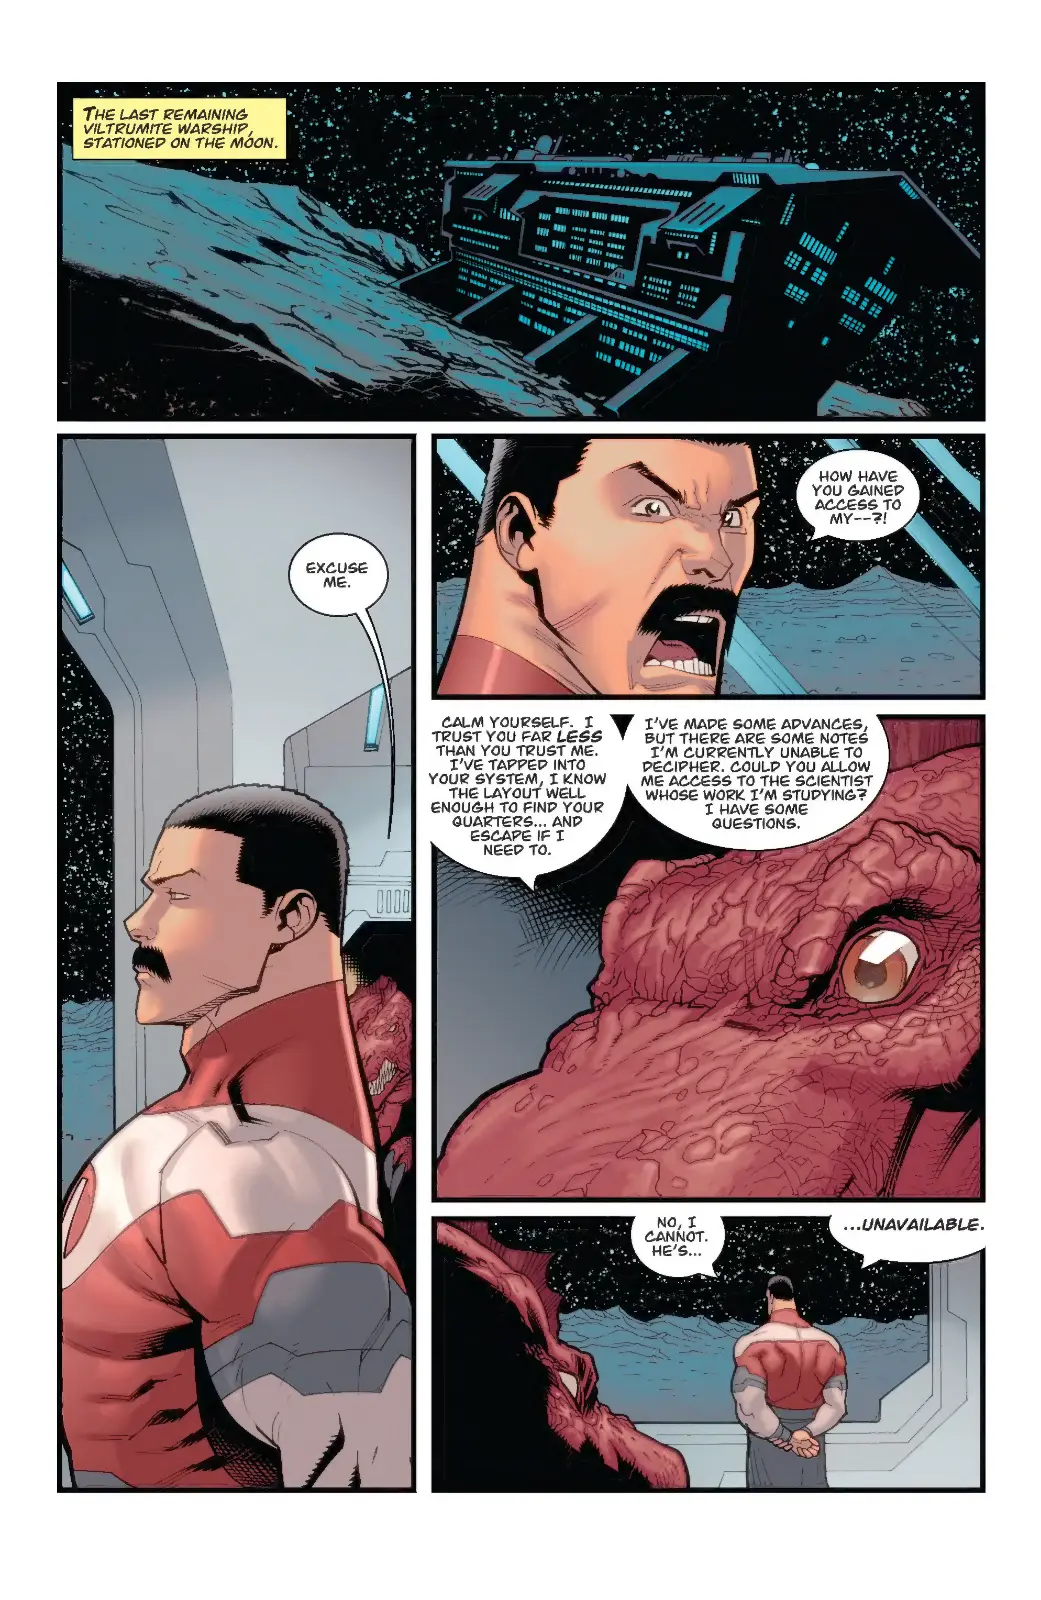 THE LAST REMAINING
VILTRUMITE WARSHIP,
STATIONED ON THE MOON.
EXCUSE
ME.
HOW HAVE
YOU GAINED
ACCESS TO
MY--?!
CALM YOURSELF. I
TRUST YOU FAR LESS
THAN YOU TRUST ME.
I'VE TAPPED INTO
YOUR SYSTEM, I KNOW
THE LAYOUT WELL
ENOUGH TO FIND YOUR
QUARTERS... AND
ESCAPE IF I
NEED TO.
I'VE MADE SOME ADVANCES,
BUT THERE ARE SOME NOTES
I'M CURRENTLY UNABLE TO
DECIPHER. COULD YOU ALLOW
ME ACCESS TO THE SCIENTIST
WHOSE WORK I'M STUDYING?
I HAVE SOME
QUESTIONS.
NO, I
CANNOT.
HE'S...
...UNAVAILABLE.